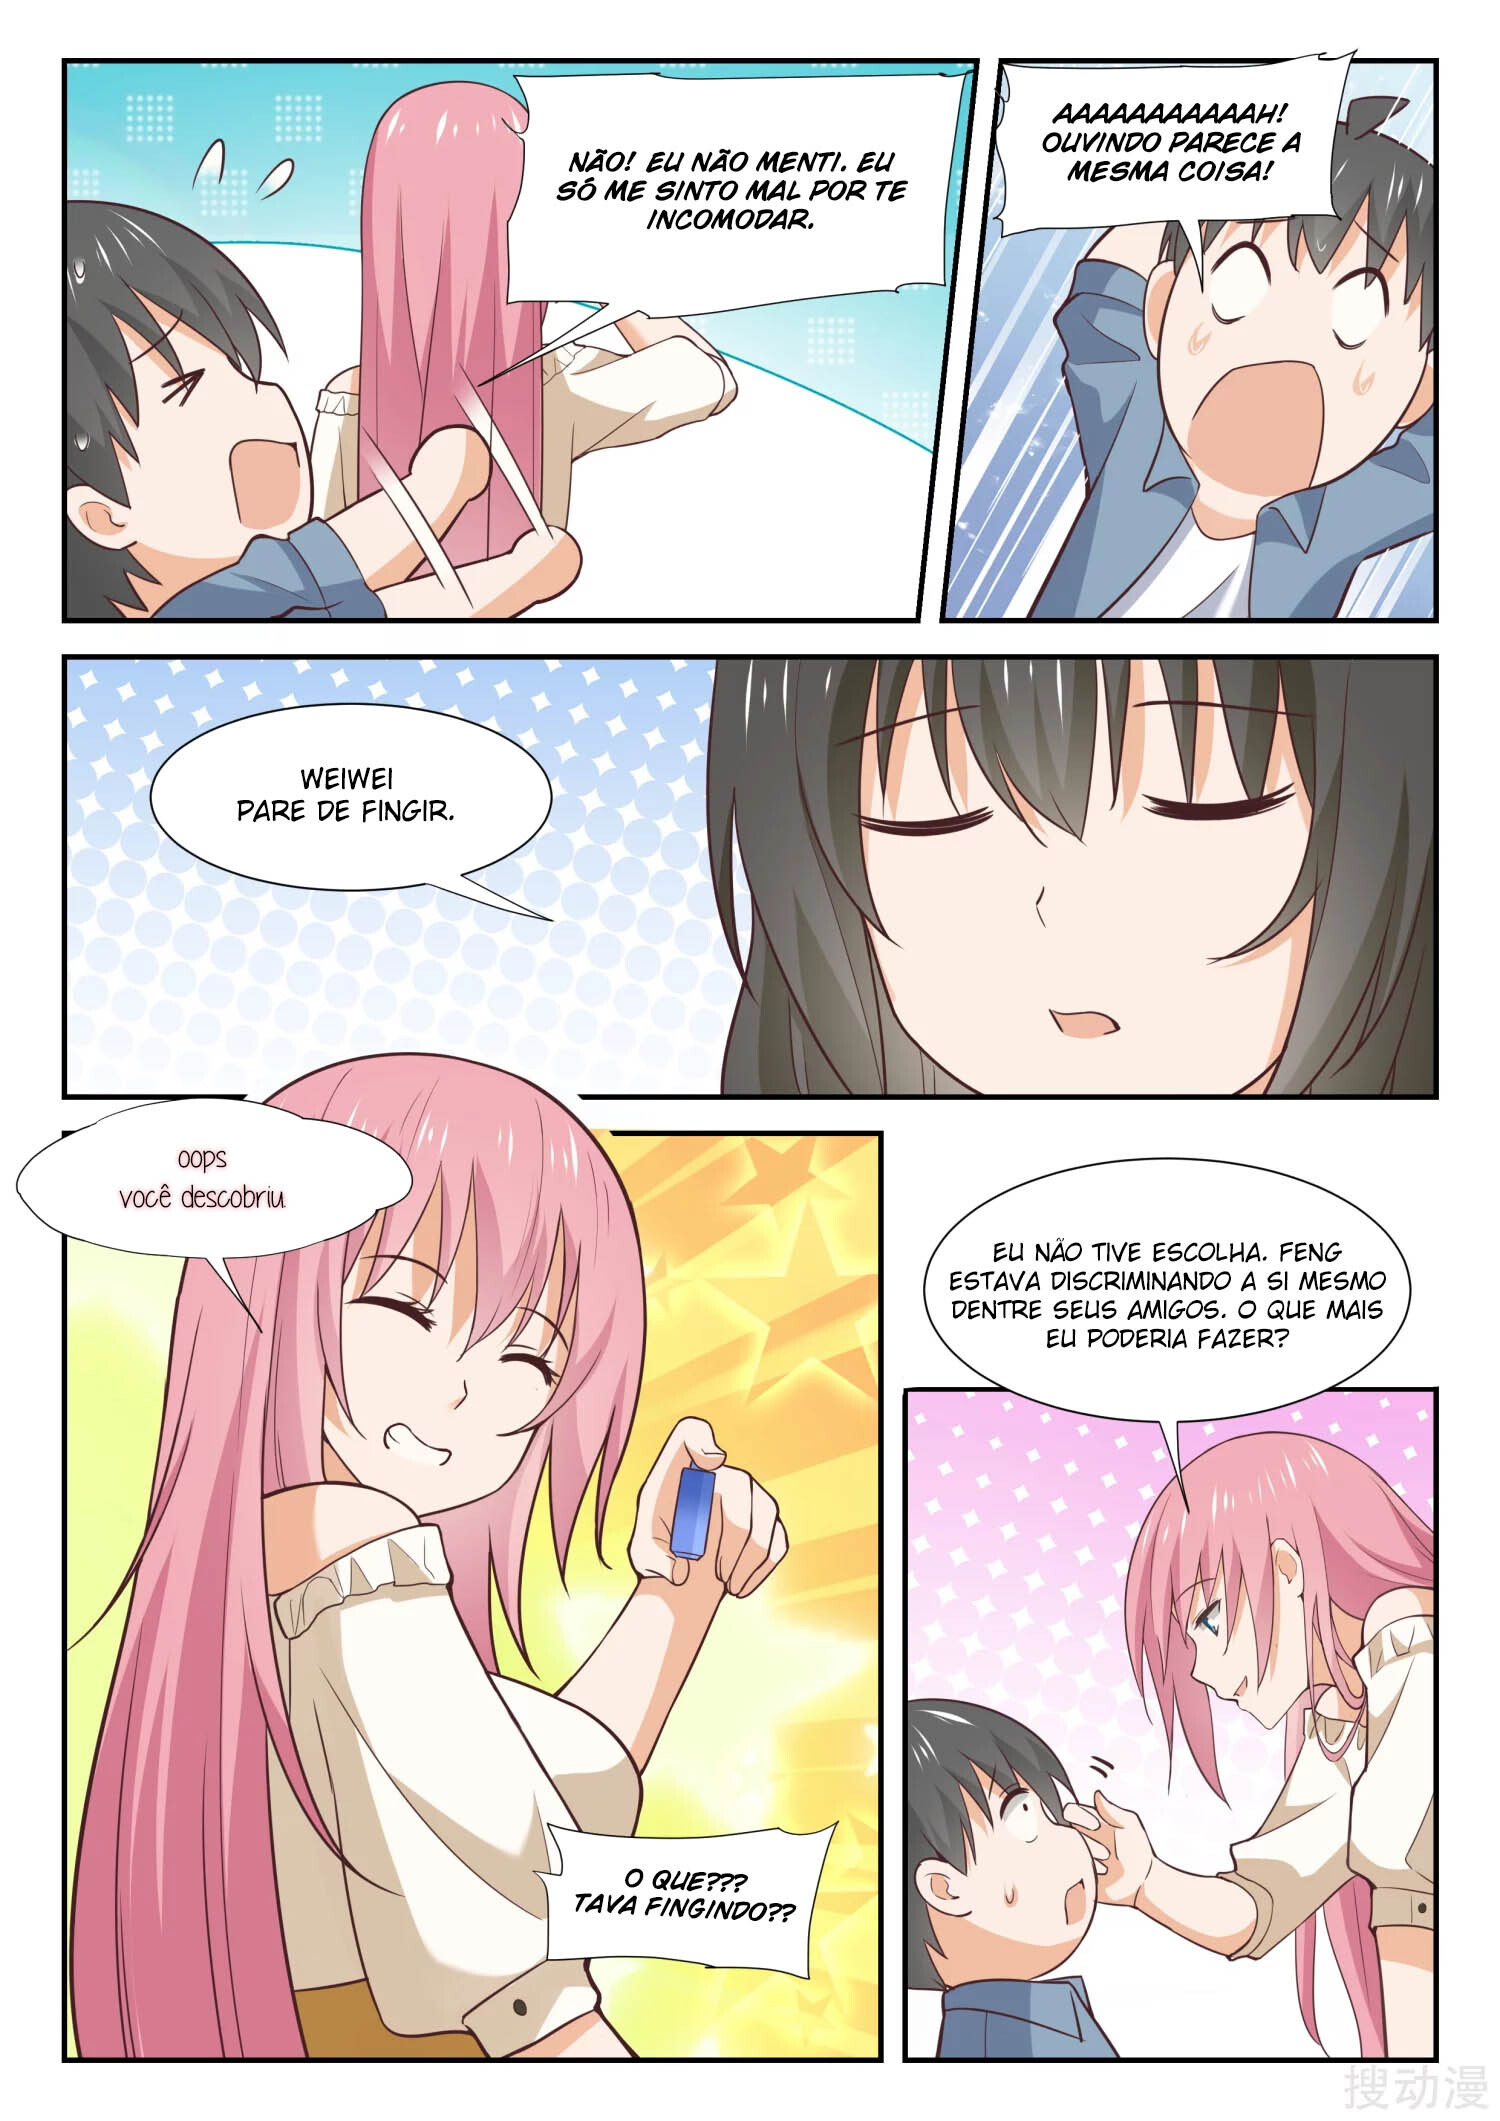 NÃO! EU NÃO MENTI. EU
SÓ ME SINTO MAL POR TE
INCOMODAR.
AAAAAAAAAAAH!
OUVINDO PARECE A
MESMA COISA!
WEIWEI
PARE DE FINGIR.
OOPS
VOCÊ DESCOBRIU.
O QUE???
TAVA FINGINDO??
EU NÃO TIVE ESCOLHA. FENG
ESTAVA DISCRIMINANDO A SI MESMO
DENTRE SEUS AMIGOS. O QUE MAIS
EU PODERIA FAZER?
搜动漫